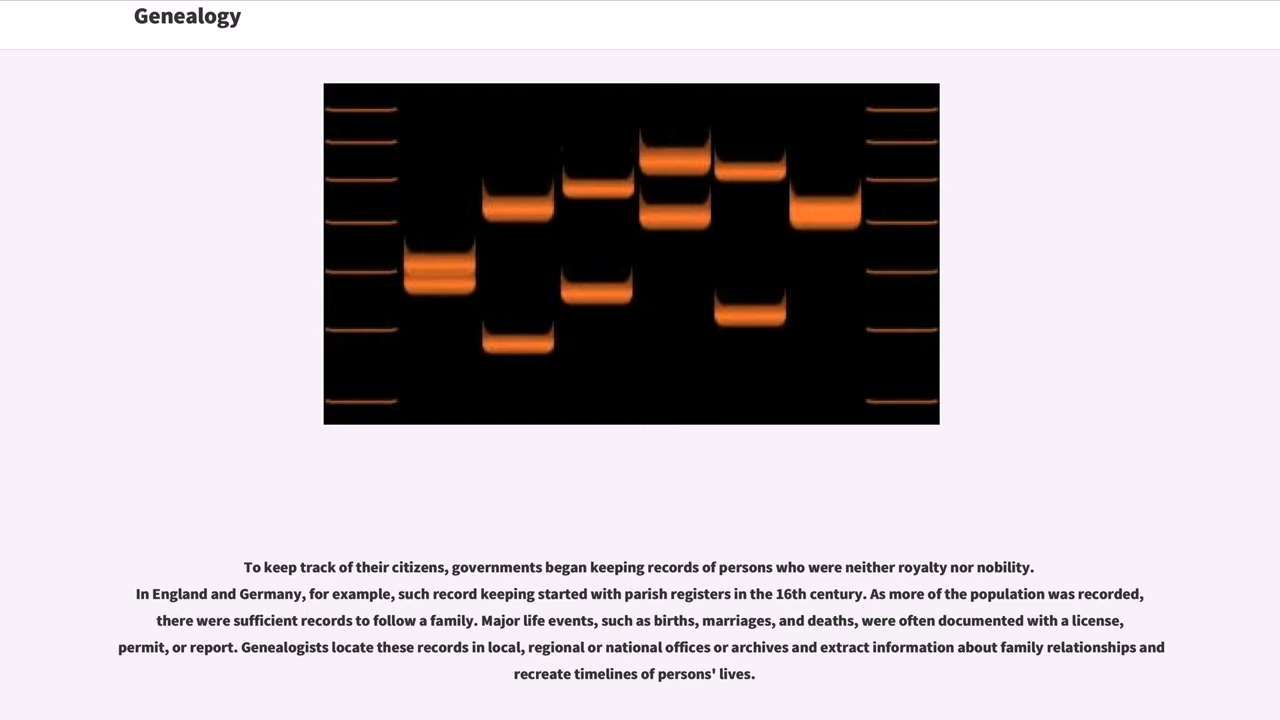 Genealogy
To keep track of their citizens, governments began keeping records of persons who were neither royalty nor nobility.
In England and Germany, for example, such record keeping started with parish registers in the 16th century. As more of the population was recorded,
there were sufficient records to follow a family. Major life events, such as births, marriages, and deaths, were often documented with a license,
permit, or report. Genealogists locate these records in local, regional or national offices or archives and extract information about family relationships and
recreate timelines of persons' lives.